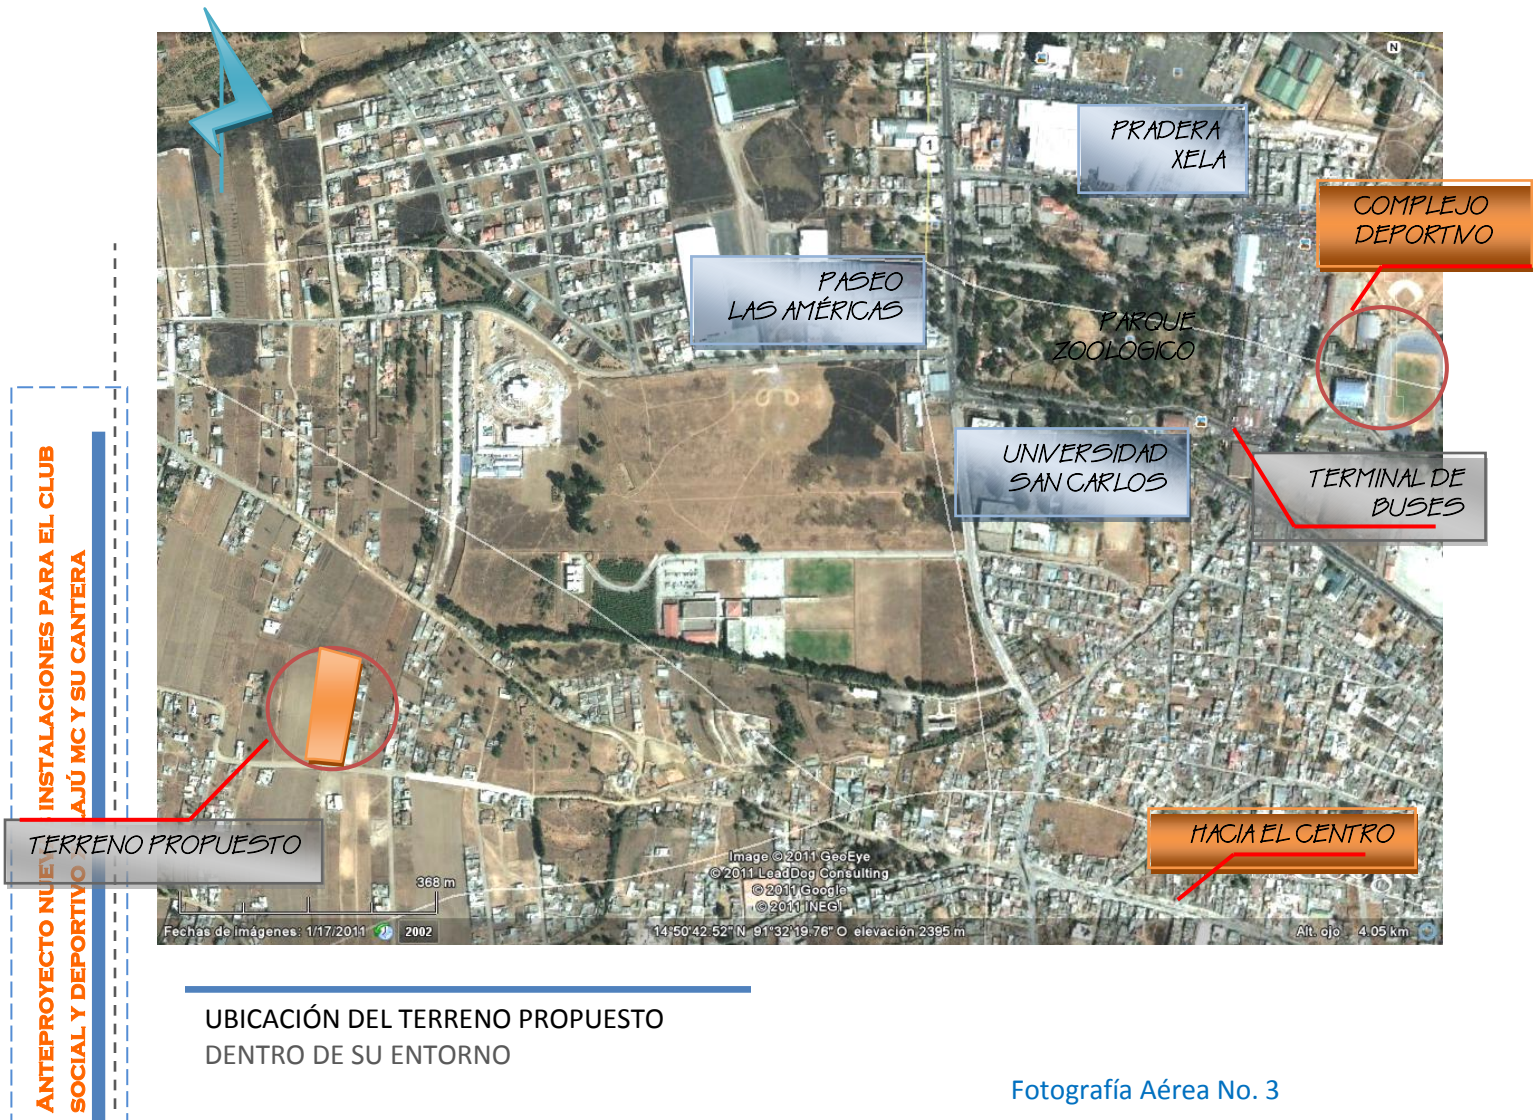 N
1
PRADERA
XELA
COMPLEJO
DEPORTIVO
PASEO
LAS AMÉRICAS
PARQUE
ZOOLOGICO
UNIVERSIDAD
SAN CARLOS
TERMINAL DE
BUSES
TERRENO PROPUESTO
HACIA EL CENTRO
368 m
Image © 2011 GeoEye
© 2011 LeadDog Consulting
© 2011 Google
© 2011 INEGI
Fechas de imágenes: 1/17/2011
2002
14°50'42.52" N 91°32'19.76" O elevación 2395 m
Alt. ojo 4.05 km
ANTEPROYECTO NUEV S INSTALACIONES PARA EL CLUB
SOCIAL Y DEPORTIVO AJÚ MC Y SU CANTERA
UBICACIÓN DEL TERRENO PROPUESTO
DENTRO DE SU ENTORNO
Fotografía Aérea No. 3